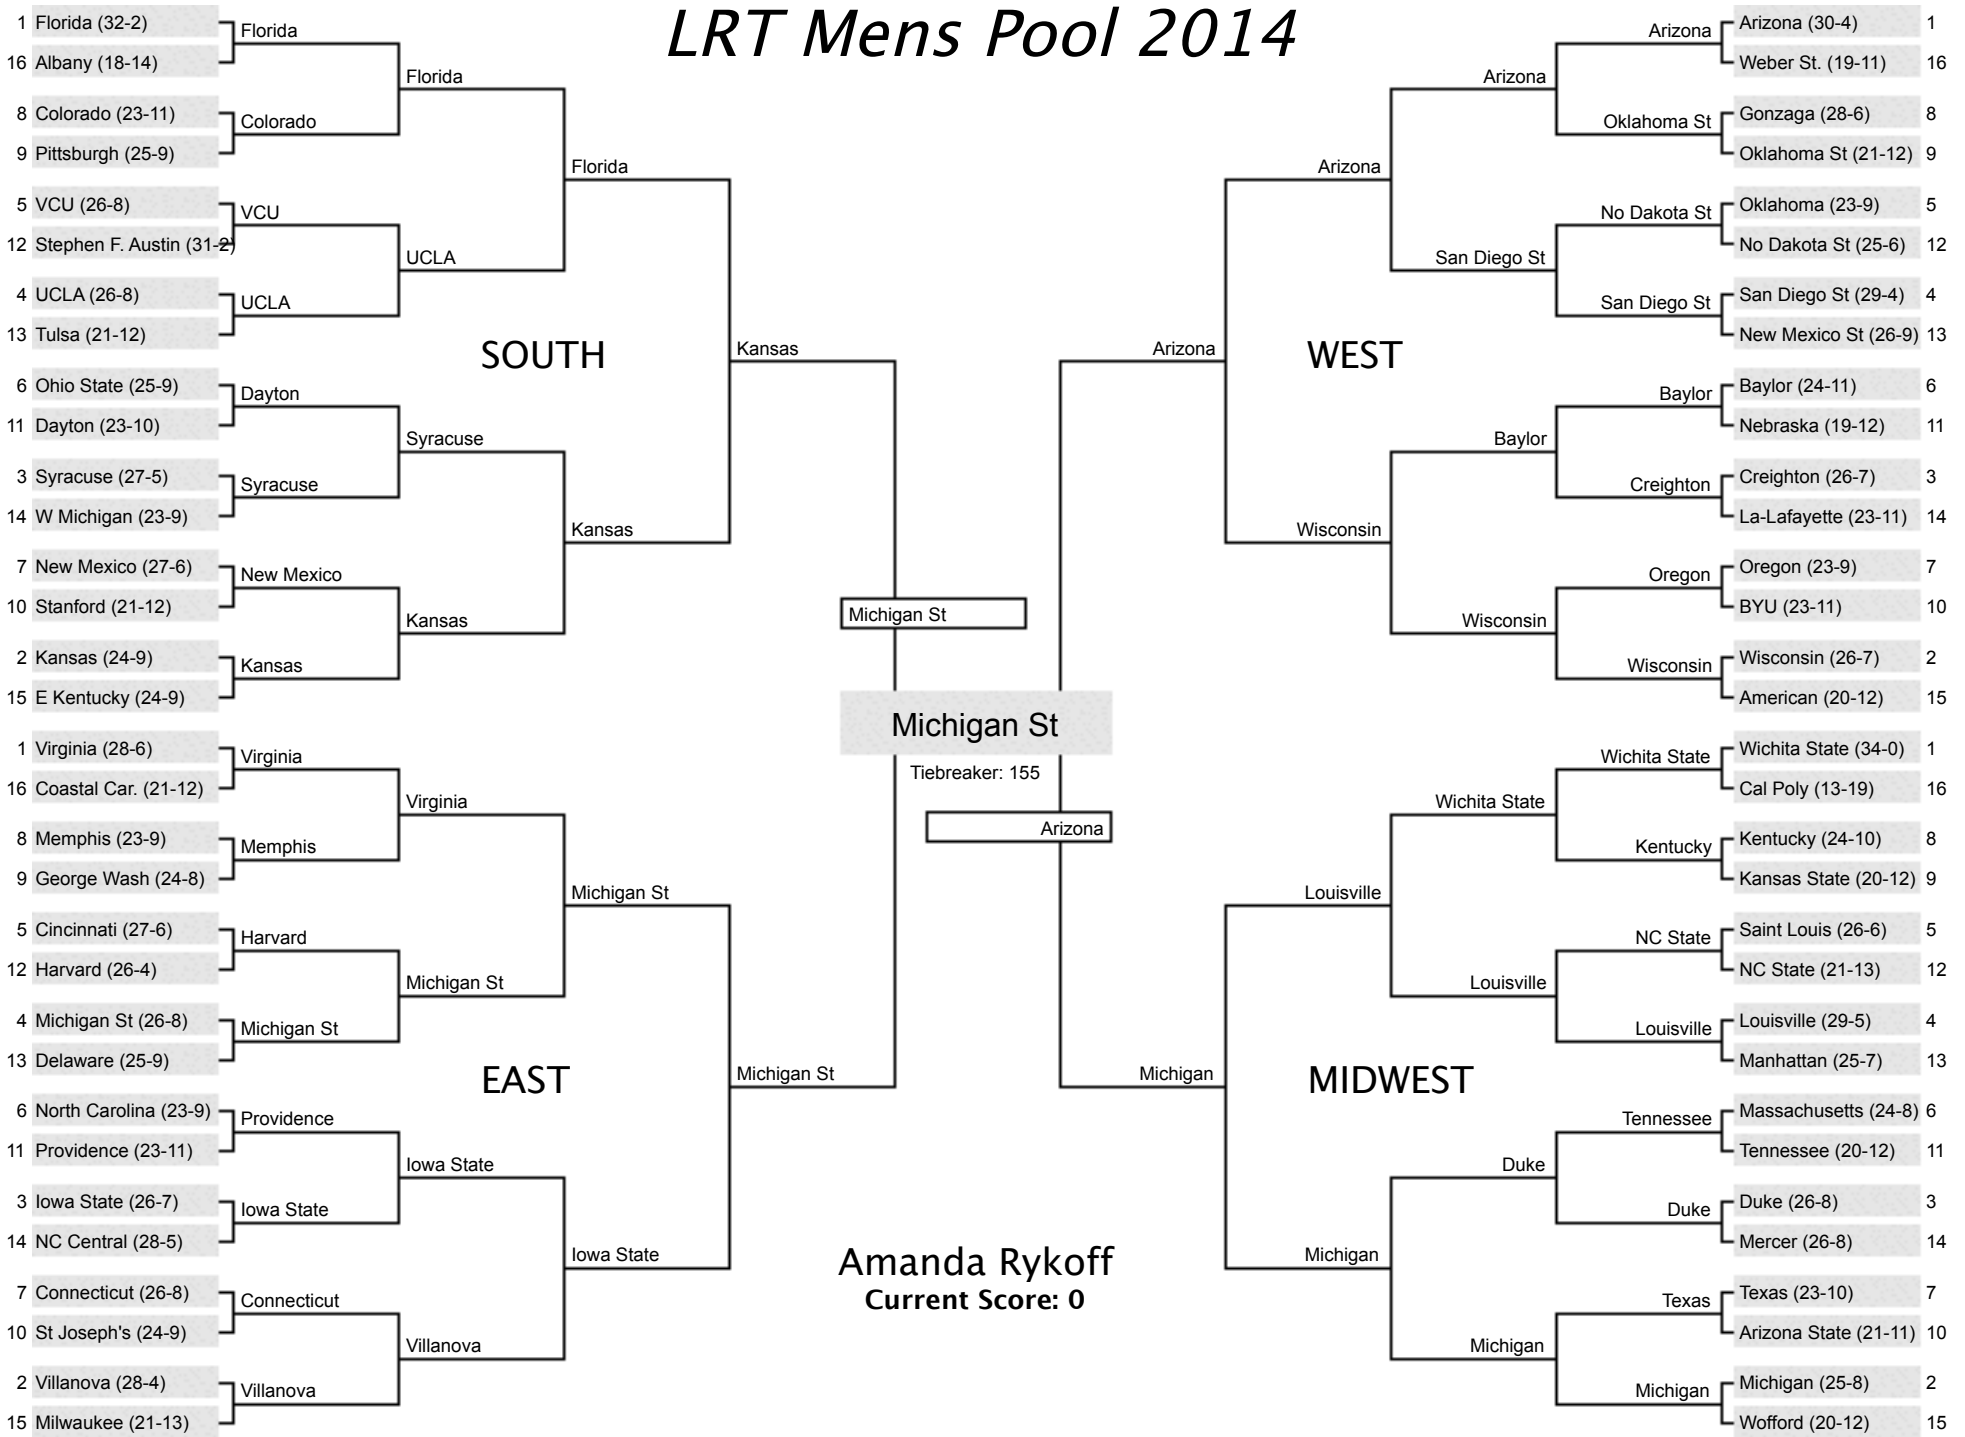 LRT Mens Pool 2014
1 Florida (32-2)
Florida
16 Albany (18-14)
Florida
8 Colorado (23-11)
Colorado
9 Pittsburgh (25-9)
Florida
5 VCU (26-8)
VCU
12 Stephen F. Austin (31-2)
UCLA
4 UCLA (26-8)
UCLA
13 Tulsa (21-12)
SOUTH
Kansas
6 Ohio State (25-9)
Dayton
11 Dayton (23-10)
Syracuse
3 Syracuse (27-5)
Syracuse
14 W Michigan (23-9)
Kansas
7 New Mexico (27-6)
New Mexico
10 Stanford (21-12)
Kansas
2 Kansas (24-9)
Kansas
15 E Kentucky (24-9)
1 Virginia (28-6)
Virginia
16 Coastal Car. (21-12)
Virginia
8 Memphis (23-9)
Memphis
9 George Wash (24-8)
Michigan St
5 Cincinnati (27-6)
Harvard
12 Harvard (26-4)
Michigan St
4 Michigan St (26-8)
Michigan St
13 Delaware (25-9)
EAST
Michigan St
6 North Carolina (23-9)
Providence
11 Providence (23-11)
Iowa State
3 Iowa State (26-7)
Iowa State
14 NC Central (28-5)
Iowa State
7 Connecticut (26-8)
Connecticut
10 St Joseph's (24-9)
Villanova
2 Villanova (28-4)
Villanova
15 Milwaukee (21-13)
Michigan St
Michigan St
Tiebreaker: 155
Arizona
Amanda Rykoff
Current Score: 0
Arizona (30-4) 1
Arizona
Weber St. (19-11) 16
Arizona
Gonzaga (28-6) 8
Oklahoma St
Oklahoma St (21-12) 9
Arizona
Oklahoma (23-9) 5
No Dakota St
No Dakota St (25-6) 12
San Diego St
San Diego St (29-4) 4
San Diego St
New Mexico St (26-9) 13
WEST
Arizona
Baylor (24-11) 6
Baylor
Nebraska (19-12) 11
Baylor
Creighton (26-7) 3
Creighton
La-Lafayette (23-11) 14
Wisconsin
Oregon (23-9) 7
Oregon
BYU (23-11) 10
Wisconsin
Wisconsin (26-7) 2
Wisconsin
American (20-12) 15
Wichita State (34-0) 1
Wichita State
Cal Poly (13-19) 16
Wichita State
Kentucky (24-10) 8
Kentucky
Kansas State (20-12) 9
Louisville
Saint Louis (26-6) 5
NC State
NC State (21-13) 12
Louisville
Louisville (29-5) 4
Louisville
Manhattan (25-7) 13
MIDWEST
Michigan
Massachusetts (24-8) 6
Tennessee
Tennessee (20-12) 11
Duke
Duke (26-8) 3
Duke
Mercer (26-8) 14
Michigan
Texas (23-10) 7
Texas
Arizona State (21-11) 10
Michigan
Michigan (25-8) 2
Michigan
Wofford (20-12) 15